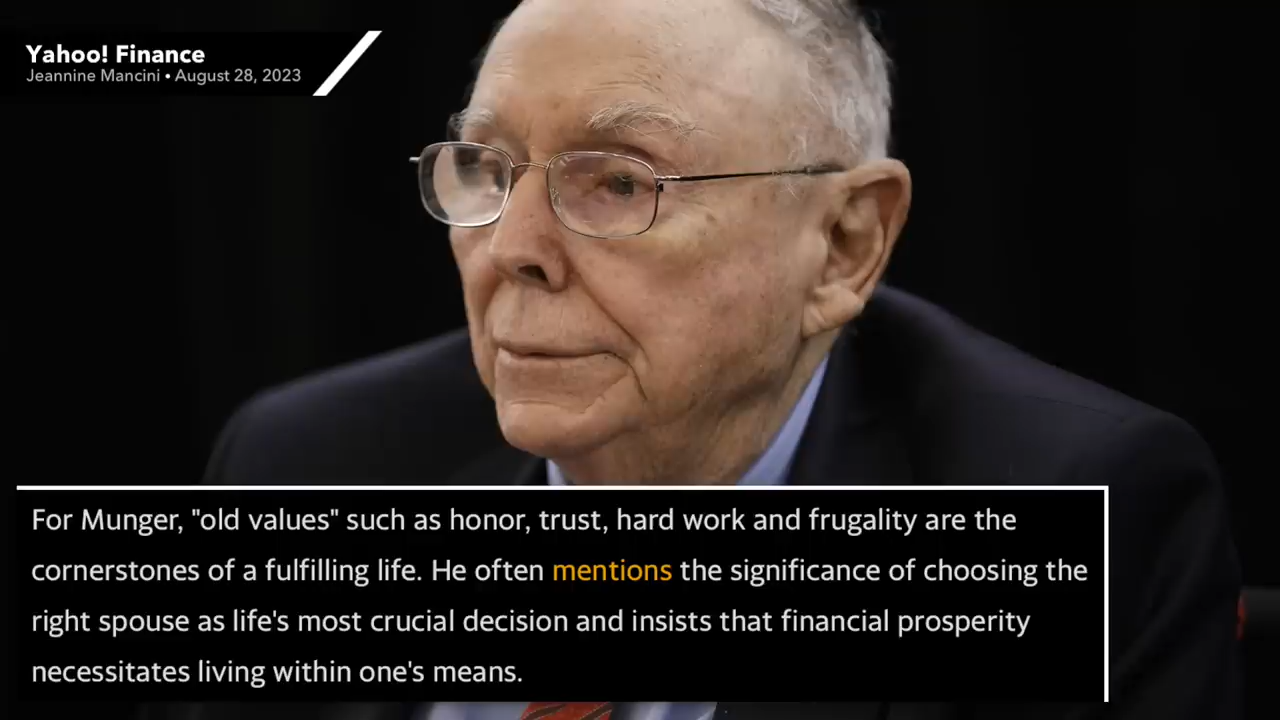 Yahoo! Finance
Jeannine Mancini • August 28, 2023
For Munger, "old values" such as honor, trust, hard work and frugality are the
cornerstones of a fulfilling life. He often mentions the significance of choosing the
right spouse as life's most crucial decision and insists that financial prosperity
necessitates living within one's means.